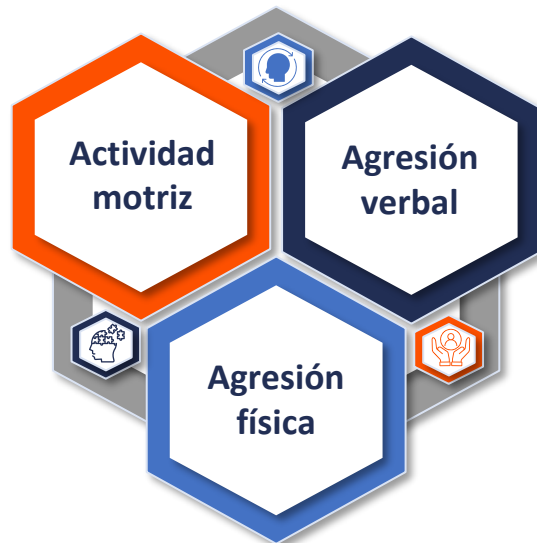 Actividad
motriz
Agresión
verbal
Agresión
física